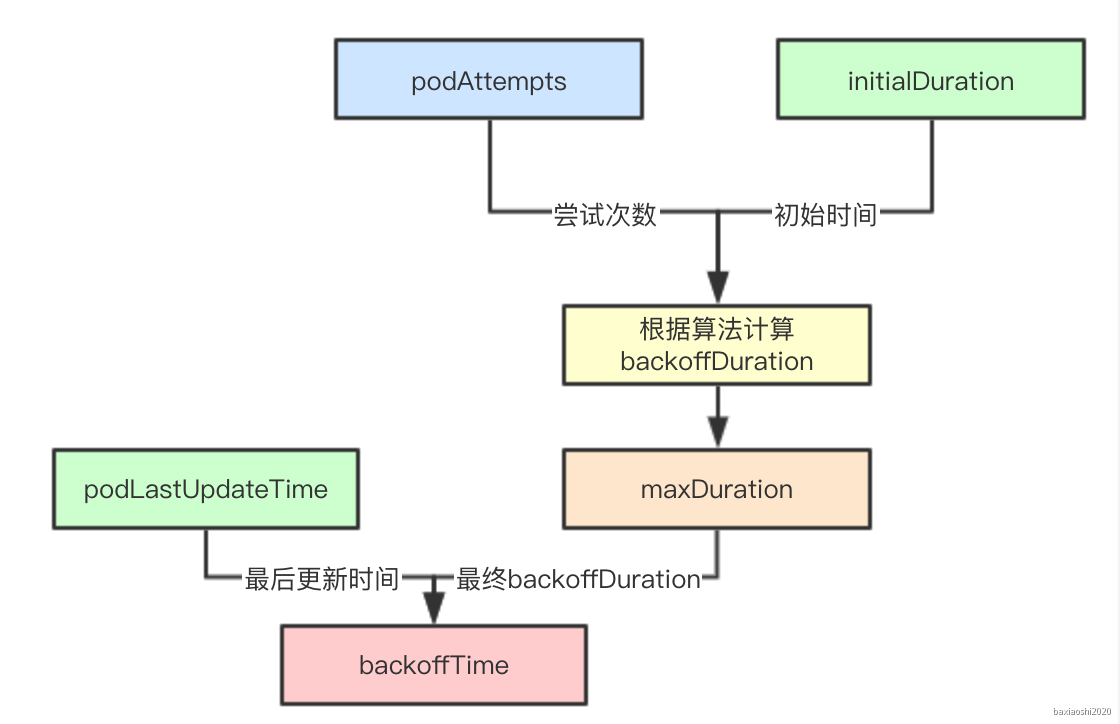 podAttempts
initialDuration
尝试次数
初始时间
根据算法计算
backoffDuration
podLastUpdateTime
maxDuration
最后更新时间
最终backoffDuration
backoffTime
baxiaoshi2020